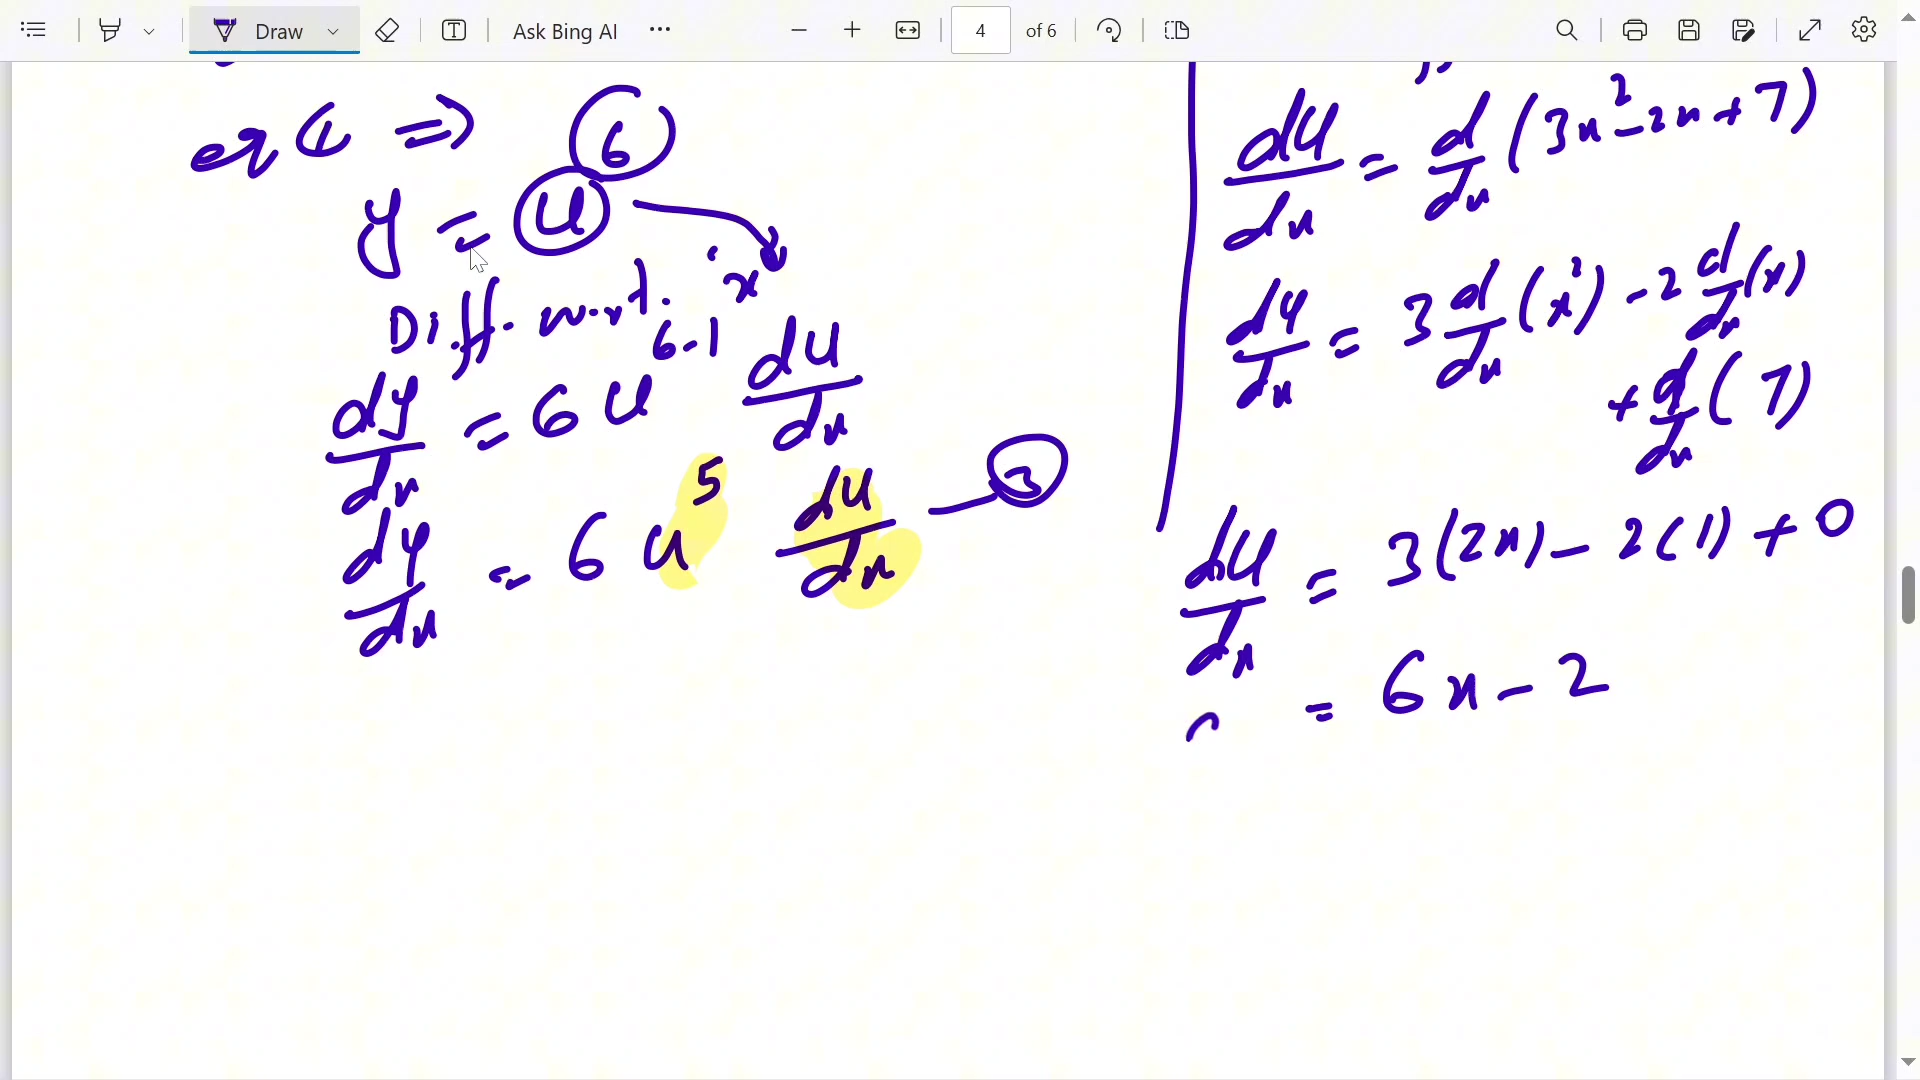 Draw Ask Bing AI ... 4 of 6
eq 4 ⇒
y = u^6
Diff. w.r.t. 'x'
dy/dx = 6 u^(6-1) du/dx
dy/dx = 6 u^5 du/dx — 3
du/dx = d/dx (3x^2 - 2x + 7)
du/dx = 3 d/dx (x^2) - 2 d/dx (x)
+ d/dx (7)
du/dx = 3(2x) - 2(1) + 0
= 6x - 2